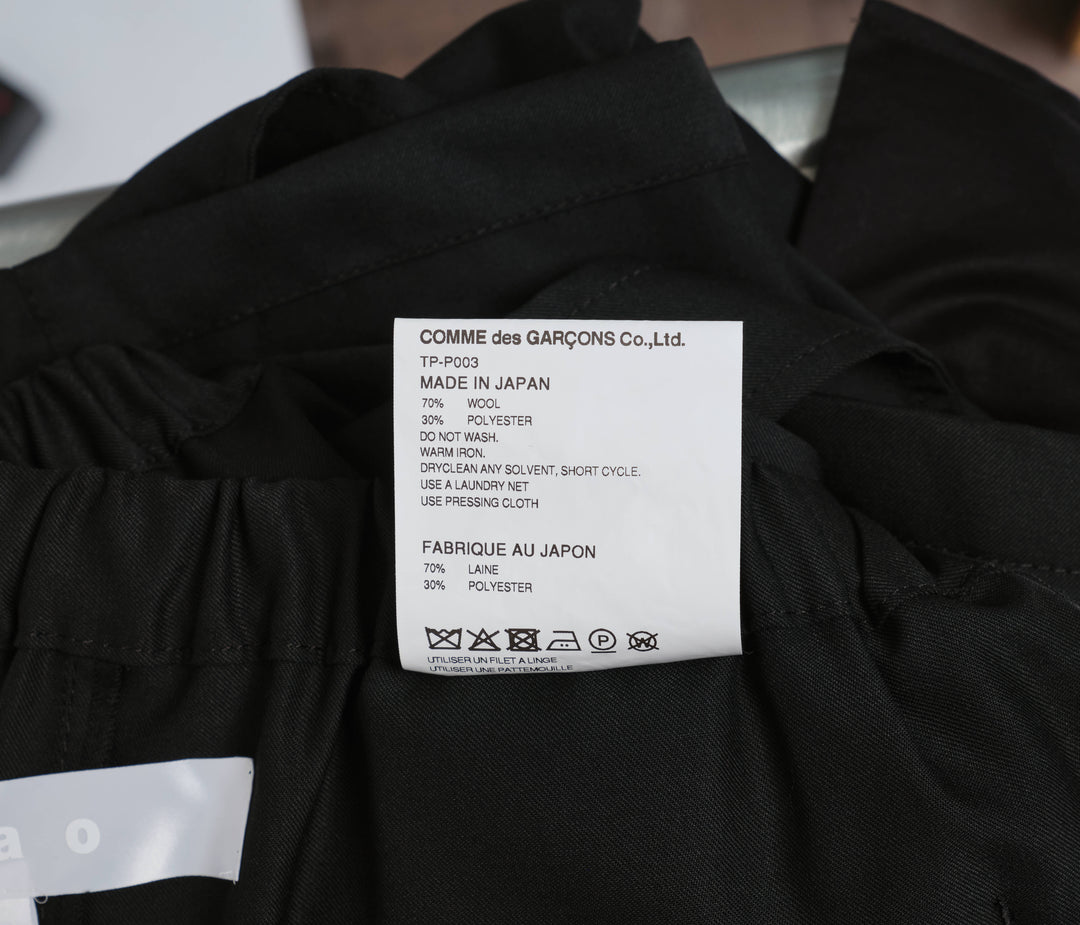 COMME des GARÇONS Co.,Ltd.
TP-P003
MADE IN JAPAN
70% WOOL
30% POLYESTER
DO NOT WASH.
WARM IRON.
DRYCLEAN ANY SOLVENT, SHORT CYCLE.
USE A LAUNDRY NET
USE PRESSING CLOTH
FABRIQUE AU JAPON
70% LAINE
30% POLYESTER
P W
UTILISER UN FILET A LINGE
UTILISER UNE PATTEMOUILLE
a o